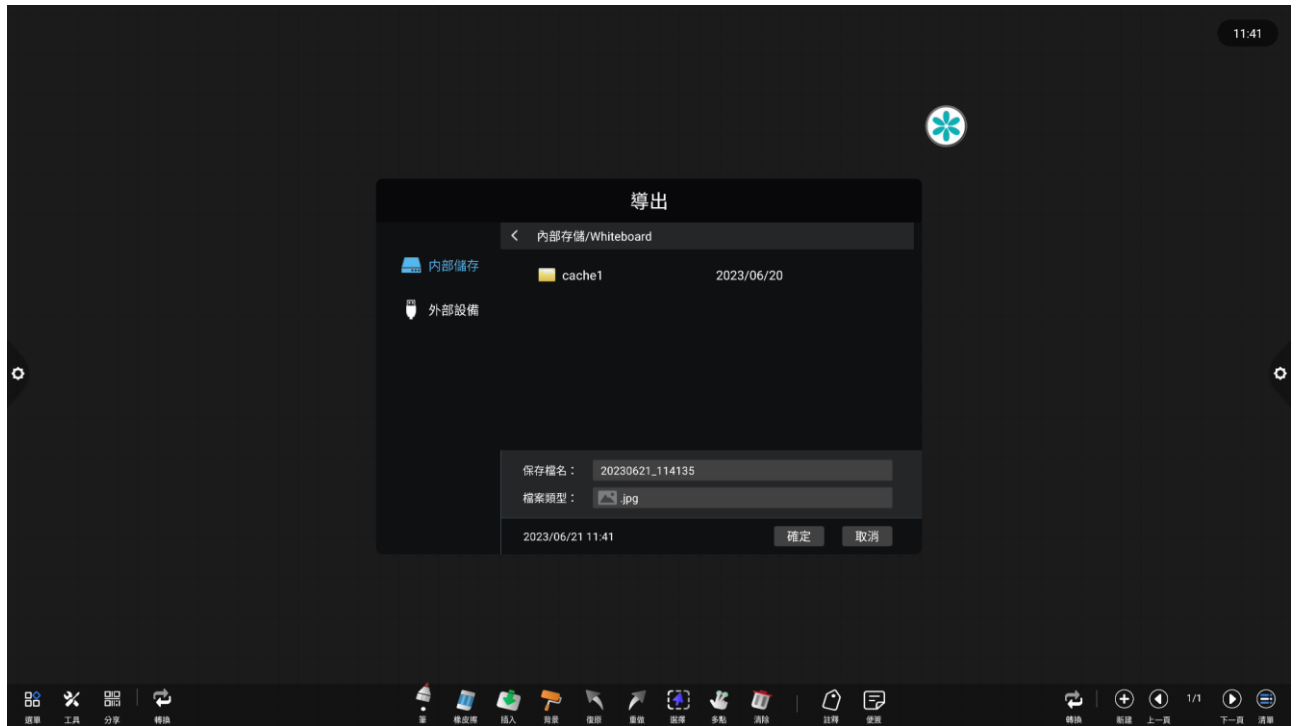 11:41
導出
內部存儲/Whiteboard
内部儲存
cache1 2023/06/20
外部設備
保存檔名： 20230621_114135
檔案類型： .jpg
2023/06/21 11:41 確定 取消
選單 工具 分享 轉換 筆 橡皮擦 插入 背景 復原 重做 選擇 多點 清除 註釋 便簽 轉換 新建 上一頁 1/1 下一頁 清單